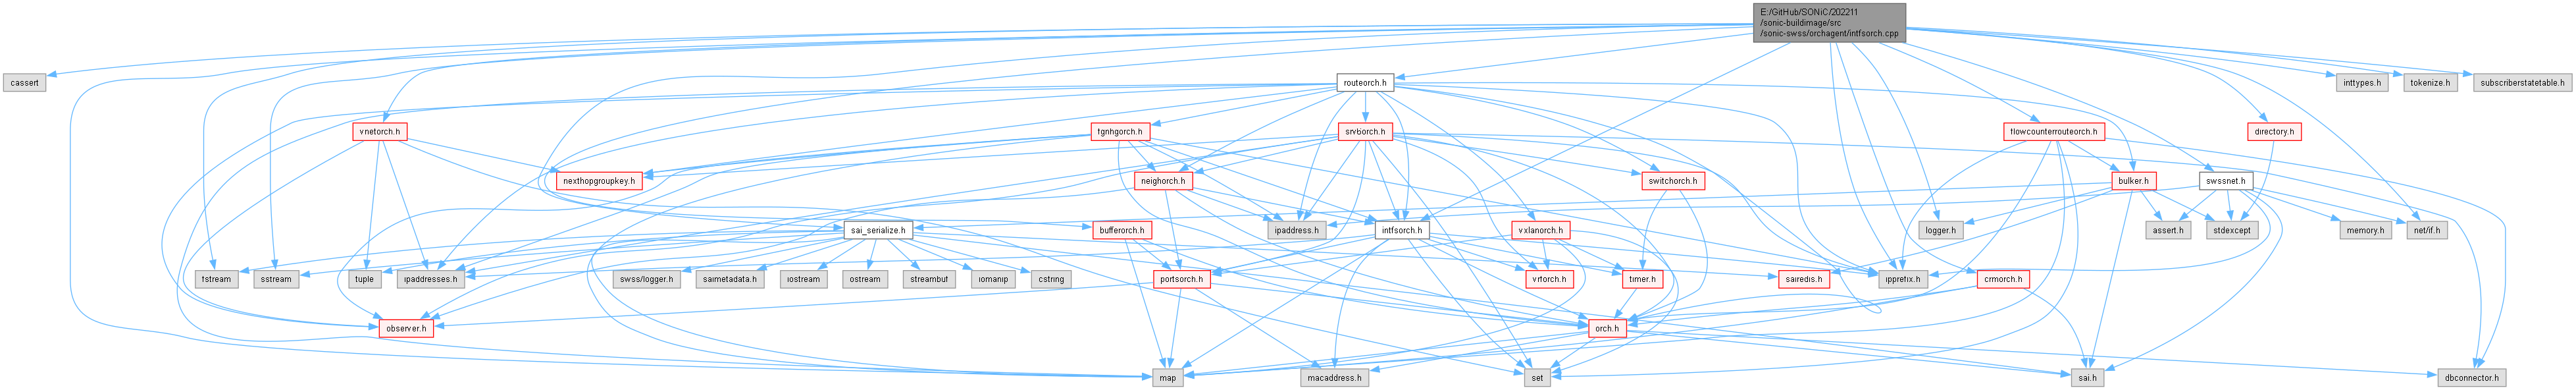 E:/GitHub/SONiC/202211
/sonic-buildimage/src
/sonic-swss/orchagent/intfsorch.cpp
cassert
routeorch.h
inttypes.h
tokenize.h
subscriberstatetable.h
vnetorch.h
fgnhgorch.h
srv6orch.h
flowcounterrouteorch.h
directory.h
nexthopgroupkey.h
neighorch.h
switchorch.h
bulker.h
swssnet.h
sai_serialize.h
bufferorch.h
ipaddress.h
intfsorch.h
vxlanorch.h
logger.h
assert.h
stdexcept
memory.h
net/if.h
fstream
sstream
tuple
ipaddresses.h
swss/logger.h
saimetadata.h
iostream
ostream
streambuf
iomanip
cstring
portsorch.h
vrforch.h
timer.h
sairedis.h
ipprefix.h
crmorch.h
observer.h
orch.h
map
macaddress.h
set
sai.h
dbconnector.h